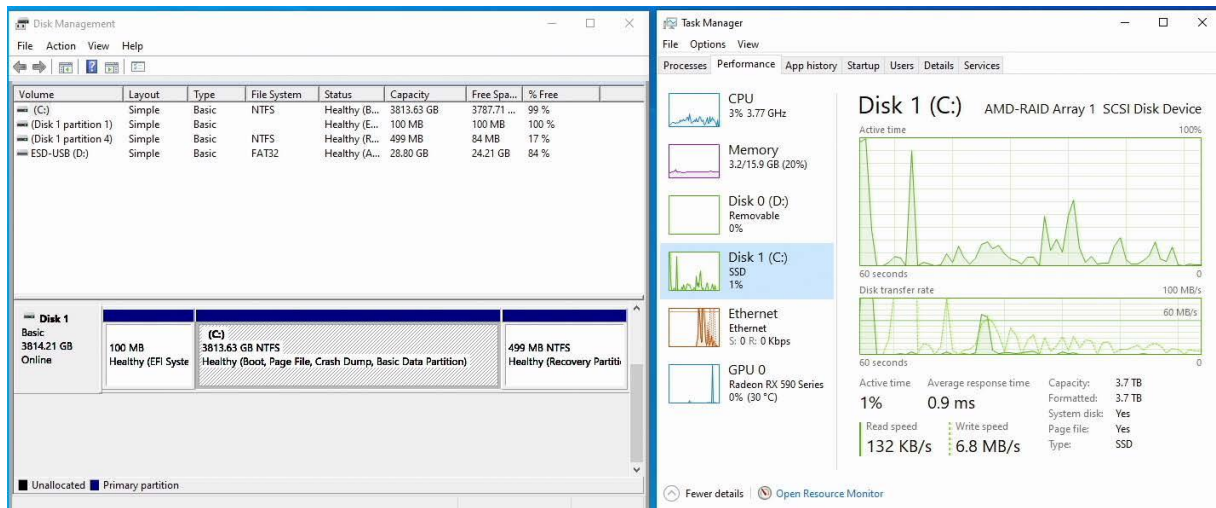 Disk Management
File Action View Help
Volume Layout Type File System Status Capacity Free Spa... % Free
(C:) Simple Basic NTFS Healthy (B... 3813.63 GB 3787.71 ... 99 %
(Disk 1 partition 1) Simple Basic Healthy (E... 100 MB 100 MB 100 %
(Disk 1 partition 4) Simple Basic NTFS Healthy (R... 499 MB 84 MB 17 %
ESD-USB (D:) Simple Basic FAT32 Healthy (A... 28.80 GB 24.21 GB 84 %
Disk 1
Basic
3814.21 GB
Online
100 MB
Healthy (EFI Syste
(C:)
3813.63 GB NTFS
Healthy (Boot, Page File, Crash Dump, Basic Data Partition)
499 MB NTFS
Healthy (Recovery Partiti
Unallocated Primary partition
Task Manager
File Options View
Processes Performance App history Startup Users Details Services
CPU
3% 3.77 GHz
Memory
3.2/15.9 GB (20%)
Disk 0 (D:)
Removable
0%
Disk 1 (C:)
SSD
1%
Ethernet
Ethernet
S: 0 R: 0 Kbps
GPU 0
Radeon RX 590 Series
0% (30 °C)
Disk 1 (C:) AMD-RAID Array 1 SCSI Disk Device
Active time 100%
60 seconds 0
Disk transfer rate 100 MB/s
60 MB/s
60 seconds 0
Active time Average response time
1% 0.9 ms
Read speed Write speed
132 KB/s 6.8 MB/s
Capacity: 3.7 TB
Formatted: 3.7 TB
System disk: Yes
Page file: Yes
Type: SSD
Fewer details Open Resource Monitor